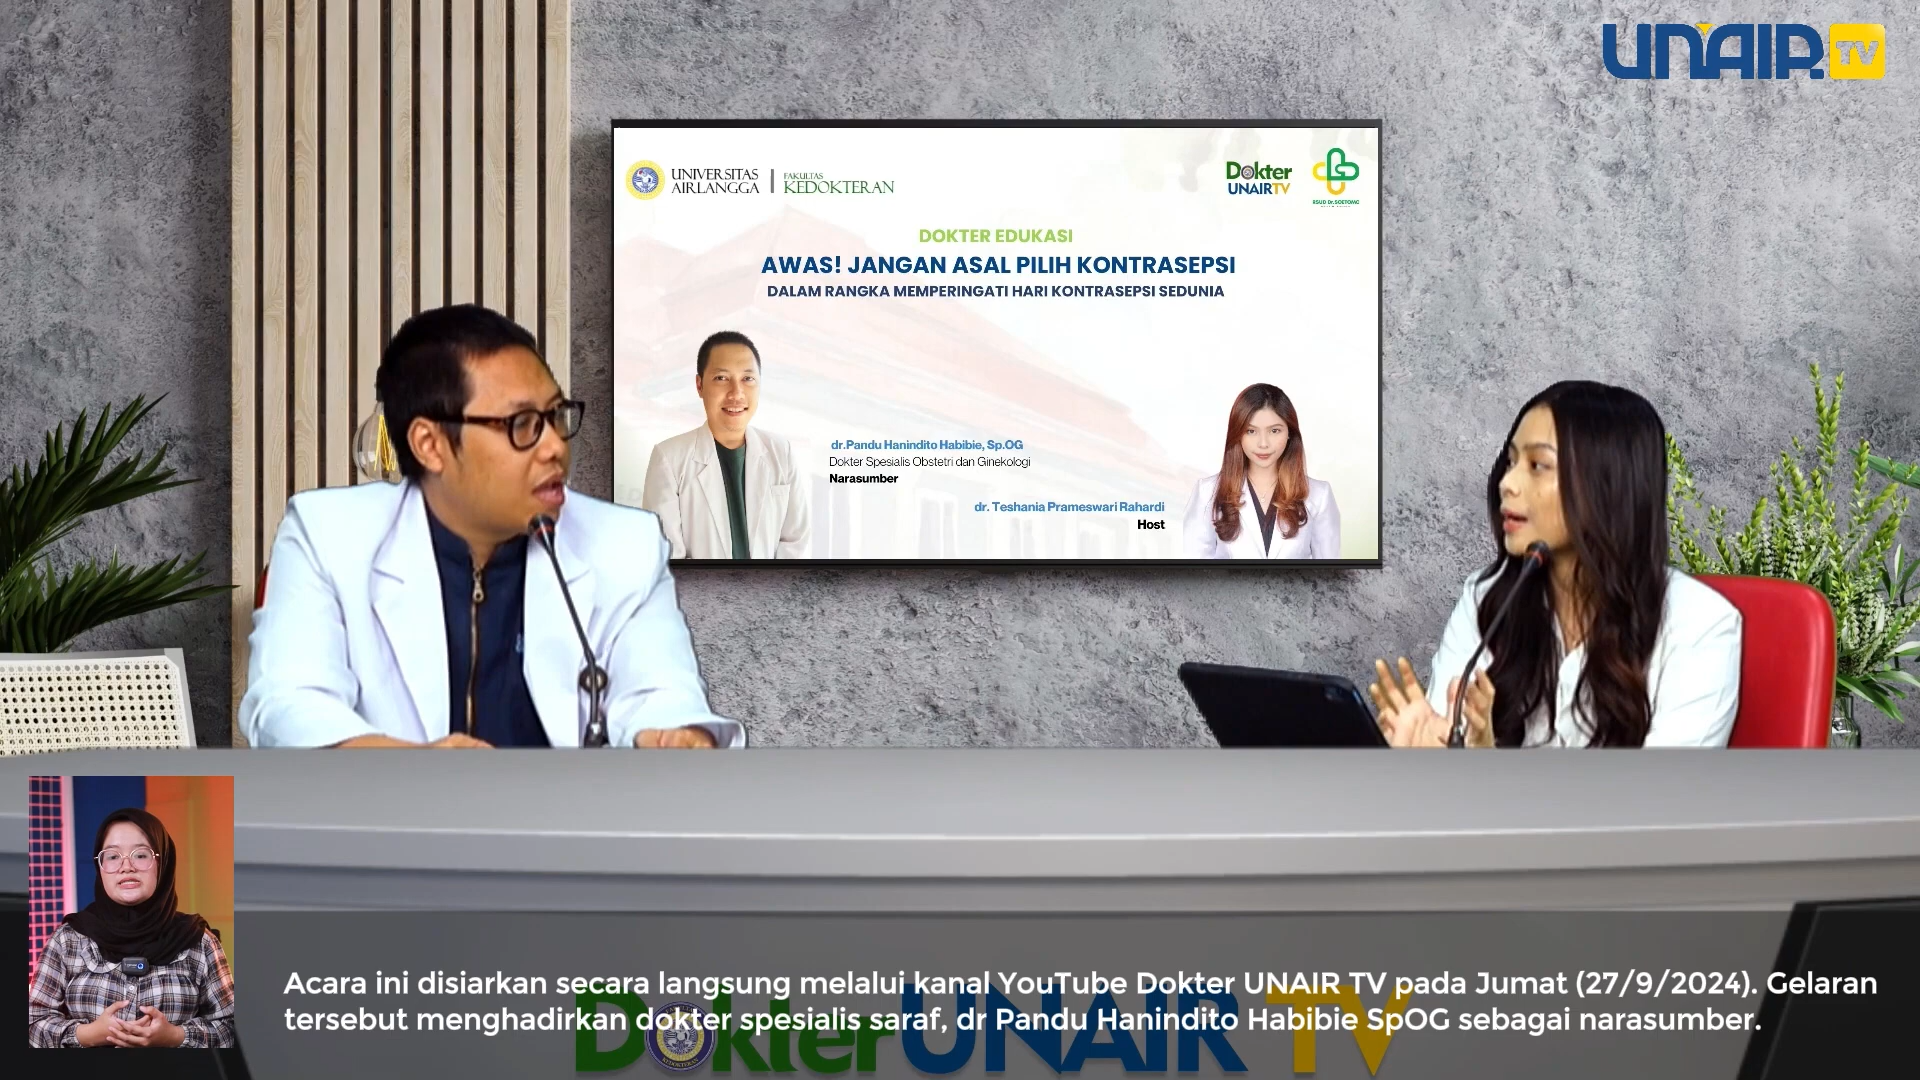 UNAIR TV
UNIVERSITAS AIRLANGGA | FAKULTAS KEDOKTERAN
Dokter UNAIR TV
RSUD Dr. SOETOMO
DOKTER EDUKASI
AWAS! JANGAN ASAL PILIH KONTRASEPSI
DALAM RANGKA MEMPERINGATI HARI KONTRASEPSI SEDUNIA
dr.Pandu Hanindito Habibie, Sp.OG
Dokter Spesialis Obstetri dan Ginekologi
Narasumber
dr. Teshania Prameswari Rahardi
Host
Acara ini disiarkan secara langsung melalui kanal YouTube Dokter UNAIR TV pada Jumat (27/9/2024). Gelaran
tersebut menghadirkan dokter spesialis saraf, dr Pandu Hanindito Habibie SpOG sebagai narasumber.
Dokter UNAIR TV